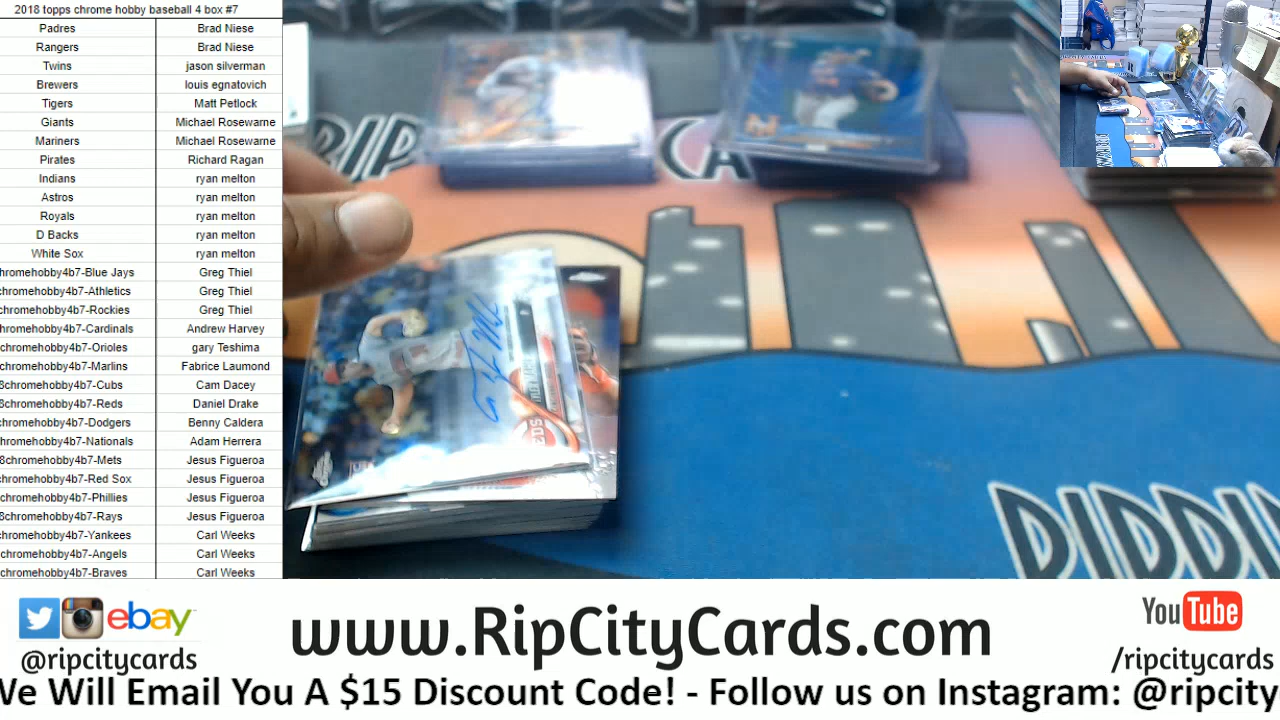 2018 topps chrome hobby baseball 4 box #7
Padres Brad Niese
Rangers Brad Niese
Twins jason silverman
Brewers louis egnatovich
Tigers Matt Petlock
Giants Michael Rosewarne
Mariners Michael Rosewarne
Pirates Richard Ragan
Indians ryan melton
Astros ryan melton
Royals ryan melton
D Backs ryan melton
White Sox ryan melton
hromehobby4b7-Blue Jays Greg Thiel
chromehobby4b7-Athletics Greg Thiel
chromehobby4b7-Rockies Greg Thiel
chromehobby4b7-Cardinals Andrew Harvey
chromehobby4b7-Orioles gary Teshima
chromehobby4b7-Marlins Fabrice Laumond
8chromehobby4b7-Cubs Cam Dacey
8chromehobby4b7-Reds Daniel Drake
chromehobby4b7-Dodgers Benny Caldera
chromehobby4b7-Nationals Adam Herrera
8chromehobby4b7-Mets Jesus Figueroa
chromehobby4b7-Red Sox Jesus Figueroa
chromehobby4b7-Phillies Jesus Figueroa
8chromehobby4b7-Rays Jesus Figueroa
chromehobby4b7-Yankees Carl Weeks
chromehobby4b7-Angels Carl Weeks
chromehobby4b7-Braves Carl Weeks
RIP CA
REDS
RIPPIN
ebay
@ripcitycards
www.RipCityCards.com
YouTube
/ripcitycards
We Will Email You A $15 Discount Code! - Follow us on Instagram: @ripcity